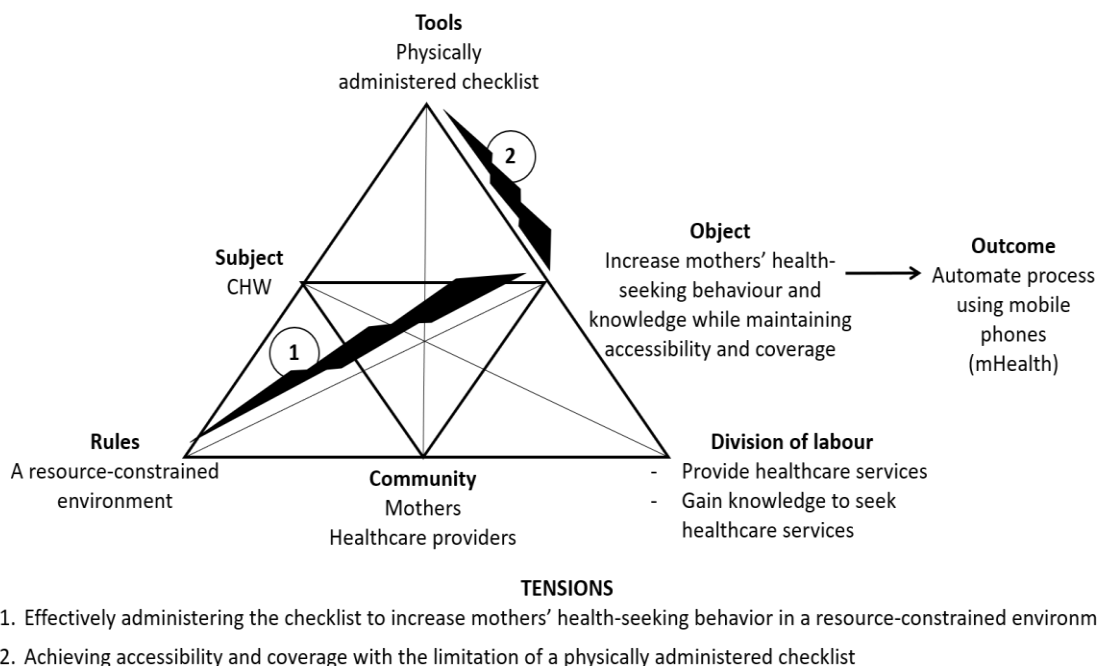 Tools
Physically
administered checklist
2
Subject
CHW
Object
Increase mothers' health-
seeking behaviour and
knowledge while maintaining
accessibility and coverage
Outcome
Automate process
using mobile
phones
(mHealth)
1
Rules
A resource-constrained
environment
Community
Mothers
Healthcare providers
Division of labour
- Provide healthcare services
- Gain knowledge to seek
healthcare services
TENSIONS
1. Effectively administering the checklist to increase mothers' health-seeking behavior in a resource-constrained environm
2. Achieving accessibility and coverage with the limitation of a physically administered checklist